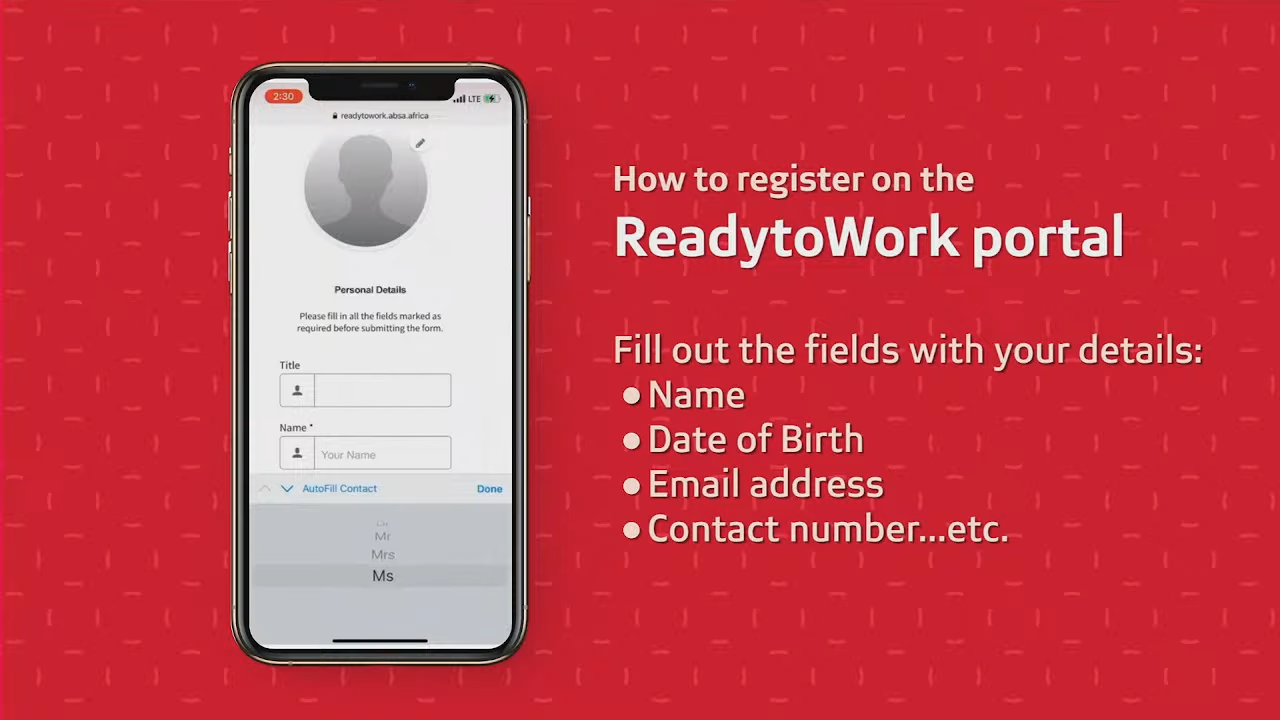 2:30
LTE
readytowork.absa.africa
Personal Details
Please fill in all the fields marked as
required before submitting the form.
Title
Name *
Your Name
AutoFill Contact
Done
Mr
Mrs
Ms
How to register on the
ReadytoWork portal
Fill out the fields with your details:
● Name
● Date of Birth
● Email address
● Contact number...etc.